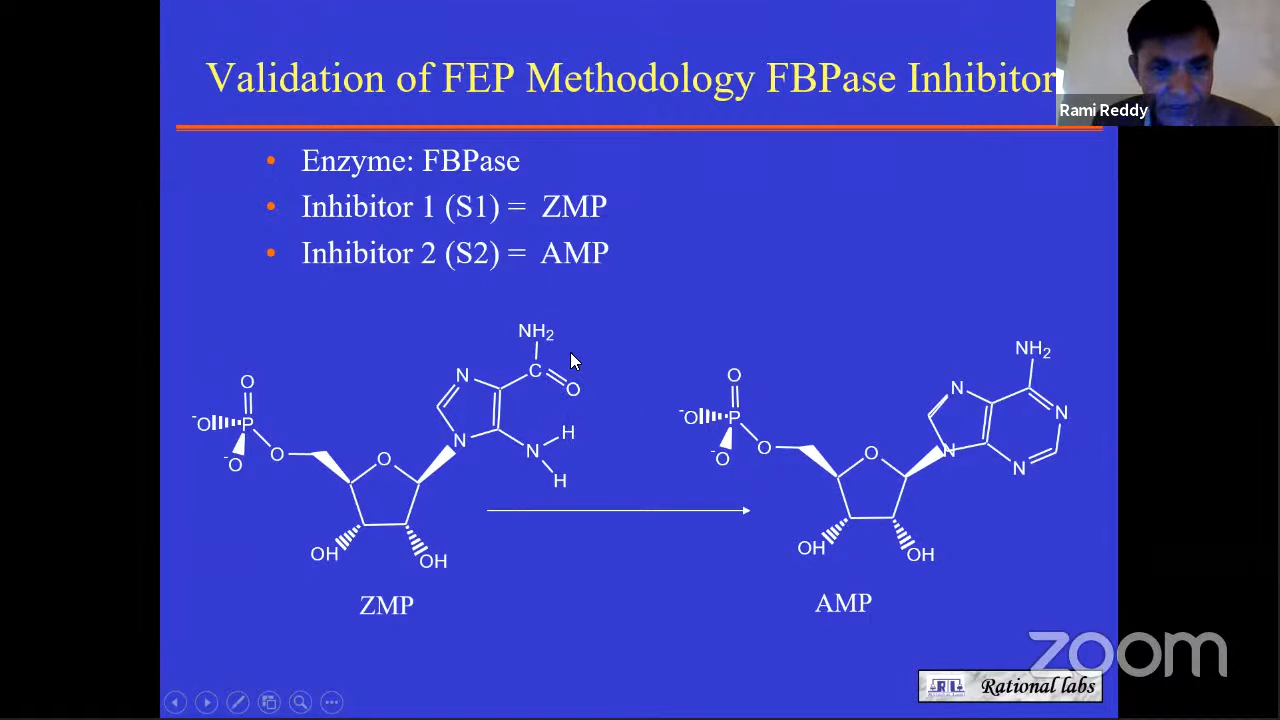 Validation of FEP Methodology FBPase Inhibitor
Rami Reddy
• Enzyme: FBPase
• Inhibitor 1 (S1) = ZMP
• Inhibitor 2 (S2) = AMP
NH2
N
C
O
O
-O
P
-O
O
O
N
N
H
H
OH
OH
NH2
N
N
O
-O
P
-O
O
O
N
N
OH
OH
ZMP
AMP
zoom
RL
Rational labs